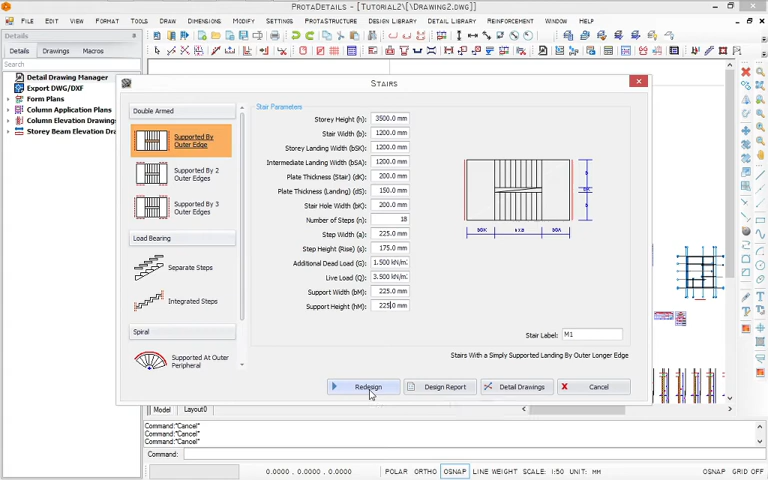 ProtaDetails - [Tutorial2\[Drawing2.DWG*]]
File Edit View Format Tools Draw Dimensions Modify Settings ProtaStructure Design Library Detail Library Reinforcement Window Help
Details
Details Drawings Macros
Search
Detail Drawing Manager
Export DWG/DXF
Form Plans
Column Application Plans
Column Elevation Dra
Storey Beam Elevation Dra
Stairs
Double Armed
Supported By Outer Edge
Supported By 2 Outer Edges
Supported By 3 Outer Edges
Load Bearing
Separate Steps
Integrated Steps
Spiral
Supported At Outer Peripheral
Stair Parameters
Storey Height (h): 3500.0 mm
Stair Width (b): 1200.0 mm
Storey Landing Width (bSK): 1200.0 mm
Intermediate Landing Width (bSA): 1200.0 mm
Plate Thickness (Stair) (dK): 200.0 mm
Plate Thickness (Landing) (dS): 150.0 mm
Stair Hole Width (bK): 200.0 mm
Number of Steps (n): 18
Step Width (a): 225.0 mm
Step Height (Rise) (s): 175.0 mm
Additional Dead Load (G): 1.500 kN/m
Live Load (Q): 3.500 kN/m
Support Width (bM): 225.0 mm
Support Height (hM): 225.0 mm
Stair Label: M1
Stairs With a Simply Supported Landing By Outer Longer Edge
Redesign Design Report Detail Drawings Cancel
Model Layout0
Command:*Cancel*
Command:*Cancel*
Command:*Cancel*
Command:
0.0000 , 0.0000 , 0.0000 POLAR ORTHO OSNAP LINE WEIGHT SCALE: 1:50 UNIT: MM OSNAP GRID OFF